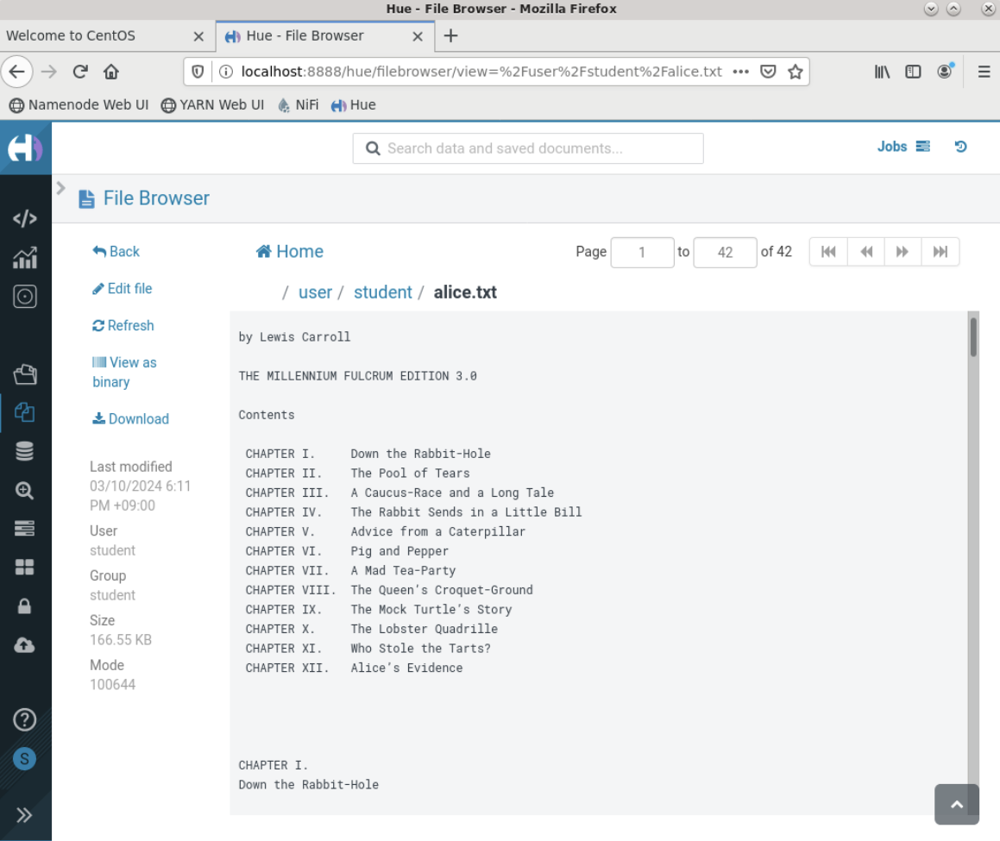 Hue - File Browser - Mozilla Firefox
Welcome to CentOS
Hue - File Browser
localhost:8888/hue/filebrowser/view=%2Fuser%2Fstudent%2Falice.txt
Namenode Web UI
YARN Web UI
NiFi
Hue
Search data and saved documents...
Jobs
File Browser
Back
Edit file
Refresh
View as
binary
Download
Last modified
03/10/2024 6:11
PM +09:00
User
student
Group
student
Size
166.55 KB
Mode
100644
S
Home
Page 1 to 42 of 42
/ user / student / alice.txt
by Lewis Carroll
THE MILLENNIUM FULCRUM EDITION 3.0
Contents
CHAPTER I. Down the Rabbit-Hole
CHAPTER II. The Pool of Tears
CHAPTER III. A Caucus-Race and a Long Tale
CHAPTER IV. The Rabbit Sends in a Little Bill
CHAPTER V. Advice from a Caterpillar
CHAPTER VI. Pig and Pepper
CHAPTER VII. A Mad Tea-Party
CHAPTER VIII. The Queen's Croquet-Ground
CHAPTER IX. The Mock Turtle's Story
CHAPTER X. The Lobster Quadrille
CHAPTER XI. Who Stole the Tarts?
CHAPTER XII. Alice's Evidence
CHAPTER I.
Down the Rabbit-Hole